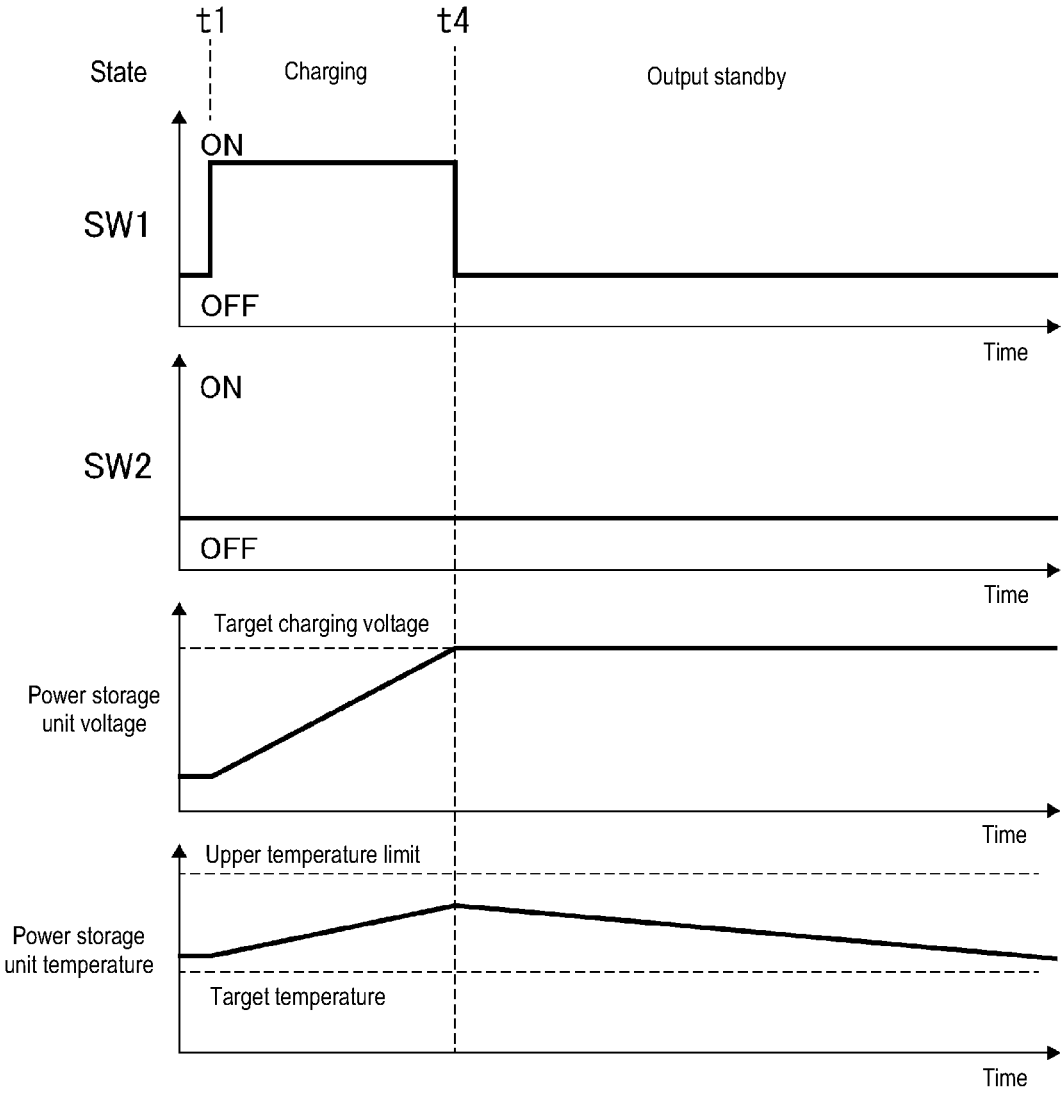 t1
t4
State
Charging
Output standby
ON
SW1
OFF
Time
ON
SW2
OFF
Time
Target charging voltage
Power storage
unit voltage
Time
Upper temperature limit
Power storage
unit temperature
Target temperature
Time